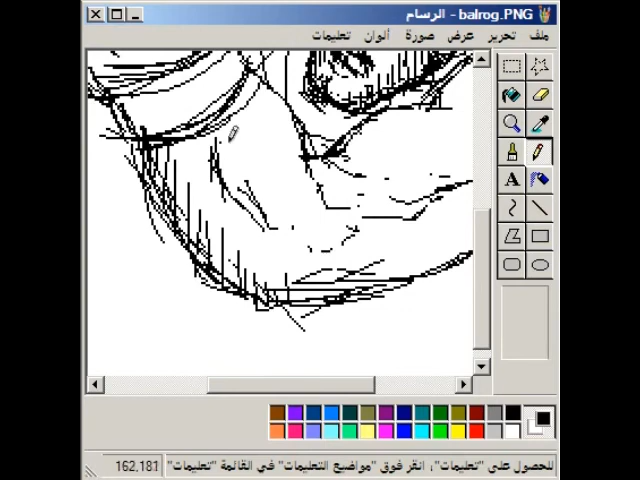 balrog.PNG - الرسام
ملف تحرير عرض صورة ألوان تعليمات
A
للحصول على "تعليمات"، انقر فوق "مواضيع التعليمات" في القائمة "تعليمات"
162,181